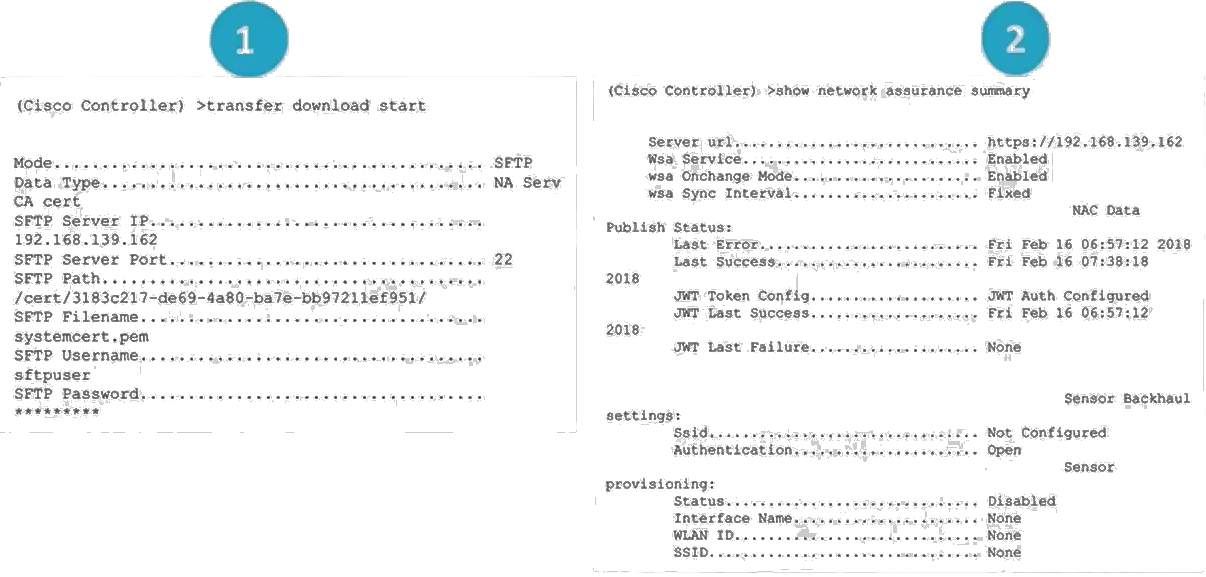 1
(Cisco Controller) >transfer download start
Mode.................................................. SFTP
Data Type............................................. NA Serv
CA cert
SFTP Server IP.......................................
192.168.139.162
SFTP Server Port..................................... 22
SFTP Path............................................
/cert/3183c217-de69-4a80-ba7e-bb97211ef951/
SFTP Filename........................................
systemcert.pem
SFTP Username........................................
sftpuser
SFTP Password........................................
*********
2
(Cisco Controller) >show network assurance summary
Server url............................. https://192.168.139.162
Wsa Service............................ Enabled
wsa Onchange Mode...................... Enabled
wsa Sync Interval...................... Fixed
NAC Data
Publish Status:
Last Error.......................... Fri Feb 16 06:57:12 2018
Last Success........................ Fri Feb 16 07:38:18
2018
JWT Token Config.................... JWT Auth Configured
JWT Last Success.................... Fri Feb 16 06:57:12
2018
JWT Last Failure.................... None
Sensor Backhaul
settings:
Ssid................................ Not Configured
Authentication...................... Open
Sensor
provisioning:
Status.............................. Disabled
Interface Name...................... None
WLAN ID............................. None
SSID................................ None